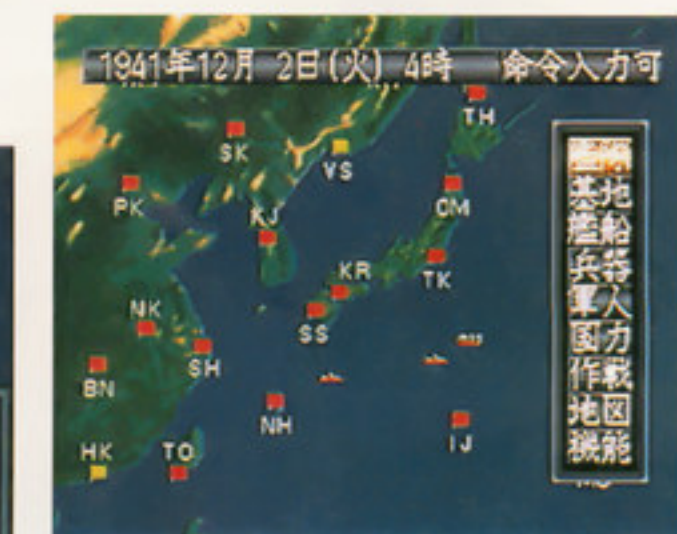 1941年12月 2日(火) 4時 命令入力可
TH
SK
VS
PK
OM
KJ
TK
KR
SS
NK
SH
BN
NH
IJ
HK
TO
基地
艦船
兵器
軍人
国力
作戦
地図
機能